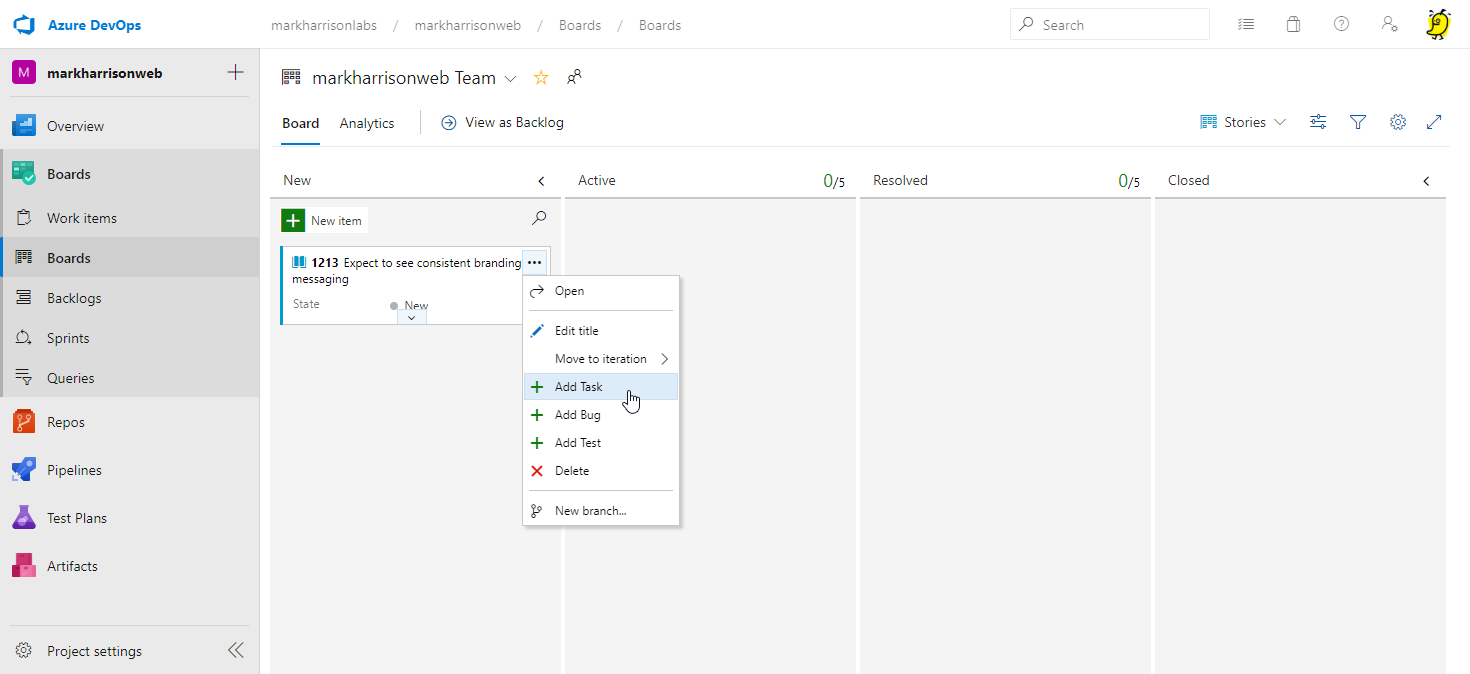 Azure DevOps
markharrisonlabs / markharrisonweb / Boards / Boards
Search
M markharrisonweb
Overview
Boards
Work items
Boards
Backlogs
Sprints
Queries
Repos
Pipelines
Test Plans
Artifacts
Project settings
markharrisonweb Team
Board Analytics View as Backlog
Stories
New Active 0/5 Resolved 0/5 Closed
New item
1213 Expect to see consistent branding
messaging
State New
Open
Edit title
Move to iteration
Add Task
Add Bug
Add Test
Delete
New branch...